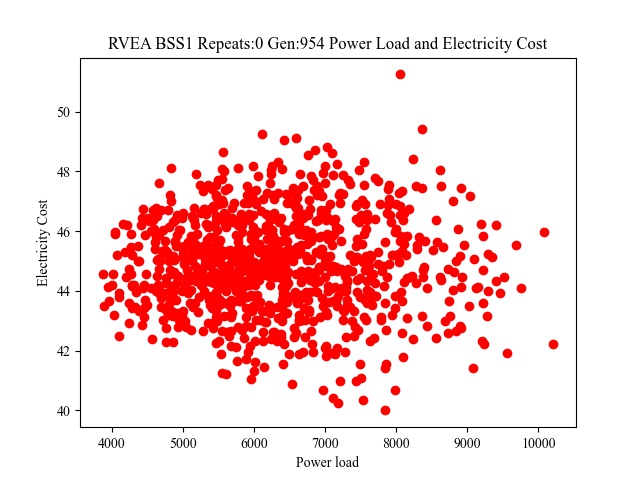 RVEA BSS1 Repeats:0 Gen:954 Power Load and Electricity Cost
50
48
46
44
42
40
Electricity Cost
4000 5000 6000 7000 8000 9000 10000
Power load